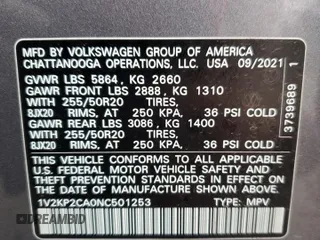 MFD BY VOLKSWAGEN GROUP OF AMERICA
CHATTANOOGA OPERATIONS, LLC. USA 09/2021
GVWR LBS 5864, KG 2660
GAWR FRONT LBS 2888, KG 1310
WITH 255/50R20 TIRES,
8JX20 RIMS, AT 250 KPA, 36 PSI COLD
GAWR REAR LBS 3086, KG 1400
WITH 255/50R20 TIRES,
8JX20 RIMS, AT 250 KPA, 36 PSI COLD
THIS VEHICLE CONFORMS TO ALL APPLICABLE
U.S. FEDERAL MOTOR VEHICLE SAFETY STANDARDS
IN EFFECT ON THE DATE OF MANUFACTURE
SHOWN ABOVE.
1V2KP2CA0NC501253 TYPE: MPV
3739689 1